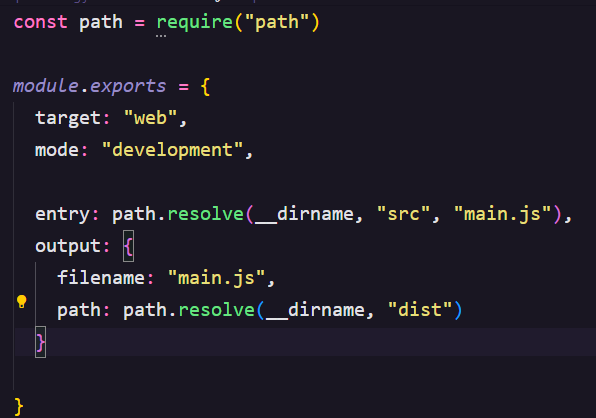 const path = require("path")
module.exports = {
target: "web",
mode: "development",
entry: path.resolve(__dirname, "src", "main.js"),
output: {
filename: "main.js",
path: path.resolve(__dirname, "dist")
}
}